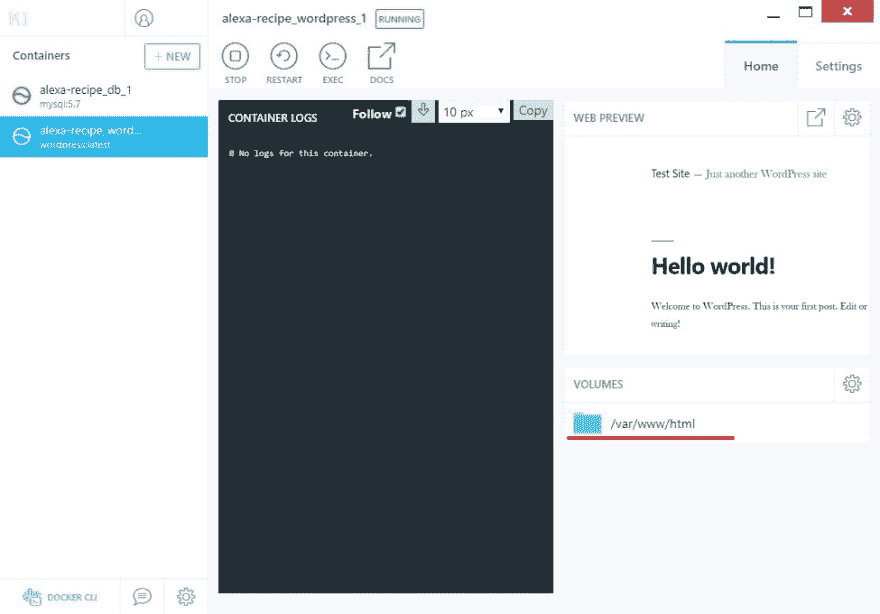 alexa-recipe_wordpress_1 RUNNING
Containers
+ NEW
alexa-recipe_db_1
mysql:5.7
alexa-recipe_word...
wordpress:latest
STOP RESTART EXEC DOCS
Home Settings
CONTAINER LOGS Follow 10 px Copy
0 No logs for this container.
WEB PREVIEW
Test Site — Just another WordPress site
Hello world!
Welcome to WordPress. This is your first post. Edit or
writing!
VOLUMES
/var/www/html
DOCKER CLI